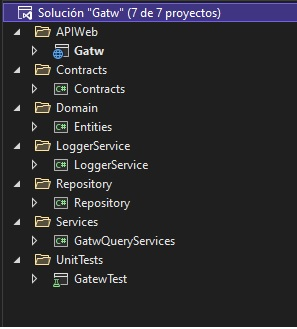 Solución "Gatw" (7 de 7 proyectos)
APIWeb
Gatw
Contracts
C# Contracts
Domain
C# Entities
LoggerService
C# LoggerService
Repository
C# Repository
Services
C# GatwQueryServices
UnitTests
GatewTest